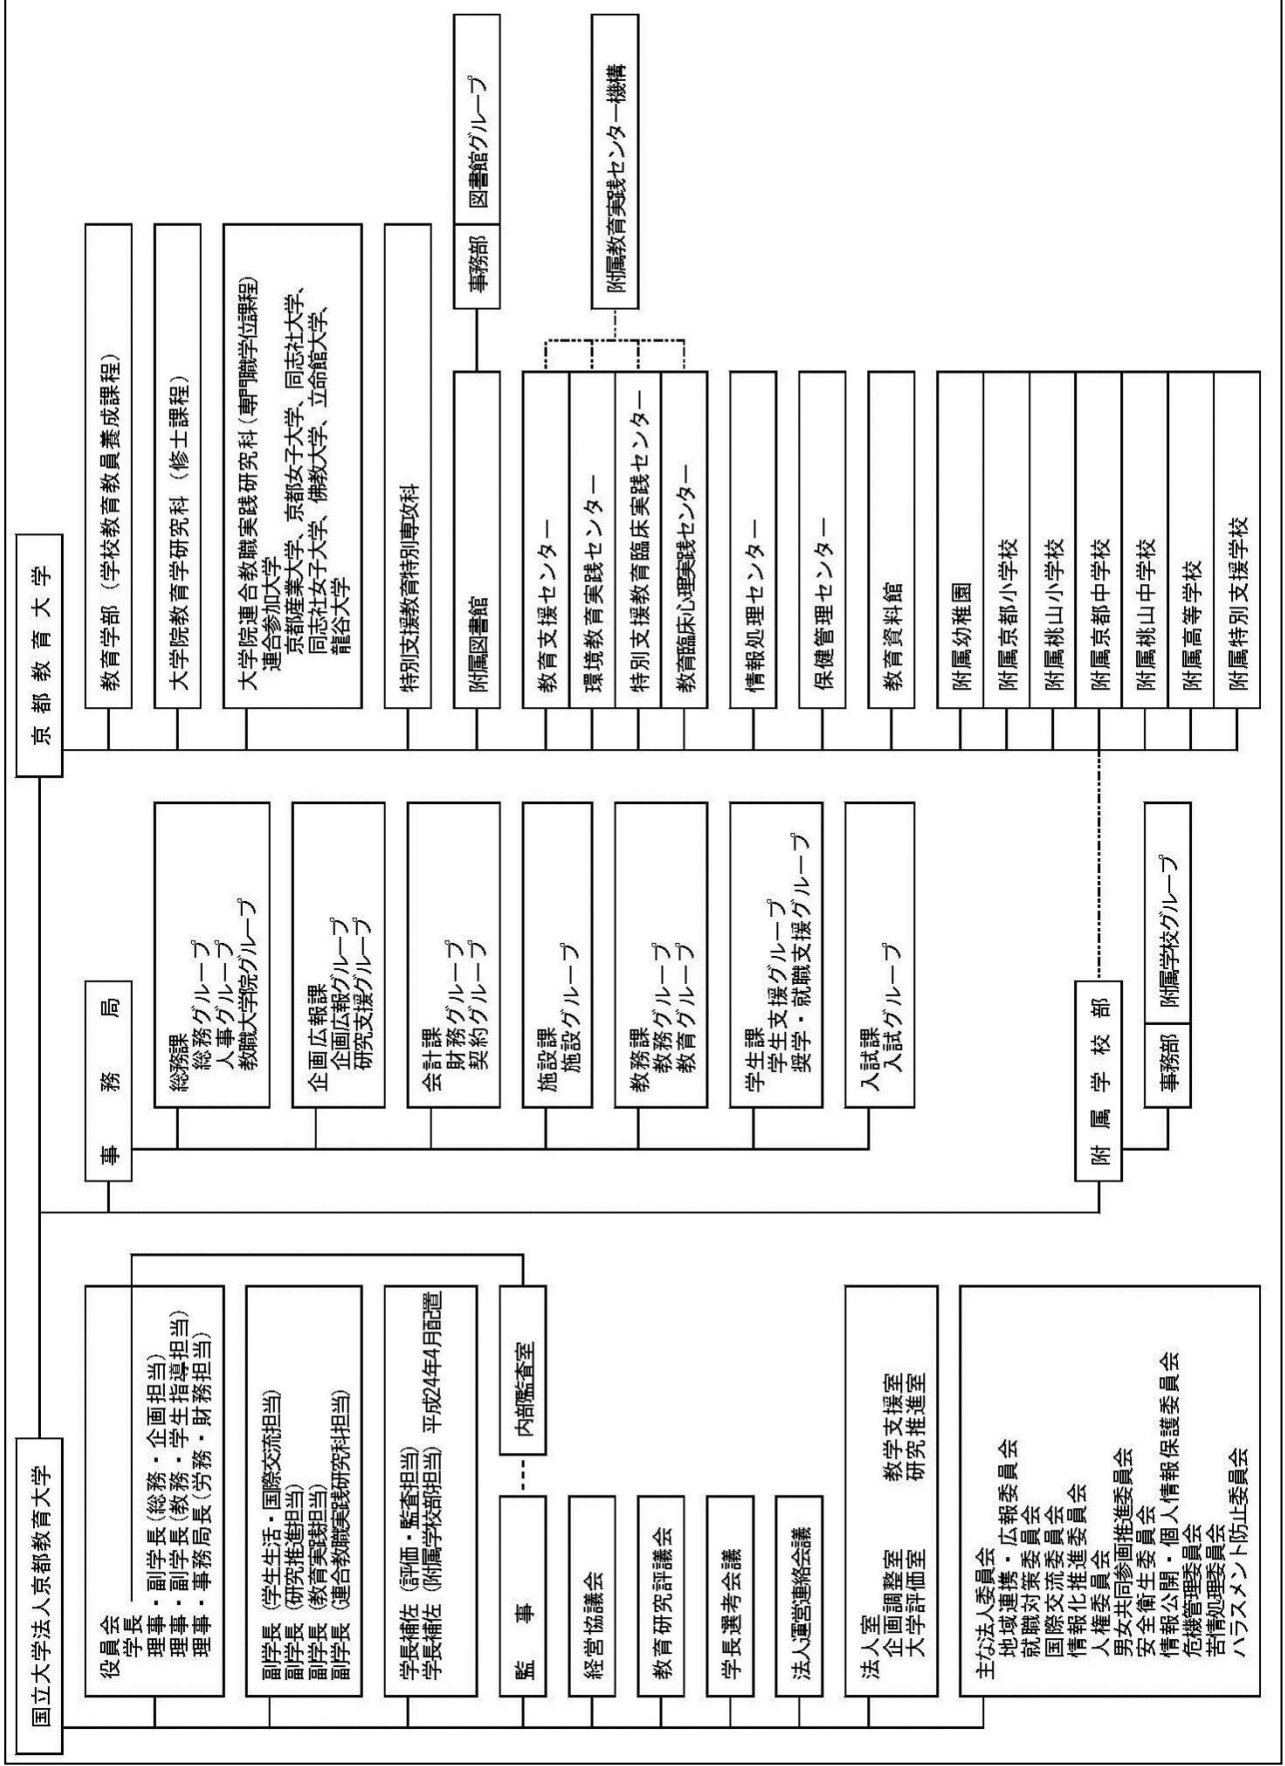 国立大学法人京都教育大学
役員会
学長
理事・副学長(総務・企画担当)
理事・副学長(教務・学生指導担当)
理事・事務局長(労務・財務担当)
副学長 (学生生活・国際交流担当)
副学長 (研究推進担当)
副学長 (教育実践担当)
副学長 (連合教職実践研究科担当)
学長補佐 (評価・監査担当)
学長補佐 (附属学校部担当) 平成24年4月配置
監事
内部監査室
経営協議会
教育研究評議会
学長選考会議
法人運営連絡会議
法人室
企画調整室 教学支援室
大学評価室 研究推進室
主な法人委員会
地域連携・広報委員会
就職対策委員会
国際交流委員会
情報化推進委員会
人権委員会
男女共同参画推進委員会
安全衛生委員会
情報公開・個人情報保護委員会
危機管理委員会
苦情処理委員会
ハラスメント防止委員会
事務局
総務課
総務グループ
人事グループ
教職大学院グループ
企画広報課
企画広報グループ
研究支援グループ
会計課
財務グループ
契約グループ
施設課
施設グループ
教務課
教務グループ
教育グループ
学生課
学生支援グループ
奨学・就職支援グループ
入試課
入試グループ
附属学校部
事務部 附属学校グループ
京都教育大学
教育学部 (学校教育教員養成課程)
大学院教育学研究科 (修士課程)
大学院連合教職実践研究科(専門職学位課程)
連合参加大学
京都産業大学、京都女子大学、同志社大学、
同志社女子大学、佛教大学、立命館大学、
龍谷大学
特別支援教育特別専攻科
附属図書館
事務部 図書館グループ
教育支援センター
環境教育実践センター
特別支援教育臨床実践センター
教育臨床心理実践センター
附属教育実践センター機構
情報処理センター
保健管理センター
教育資料館
附属幼稚園
附属京都小学校
附属桃山小学校
附属京都中学校
附属桃山中学校
附属高等学校
附属特別支援学校